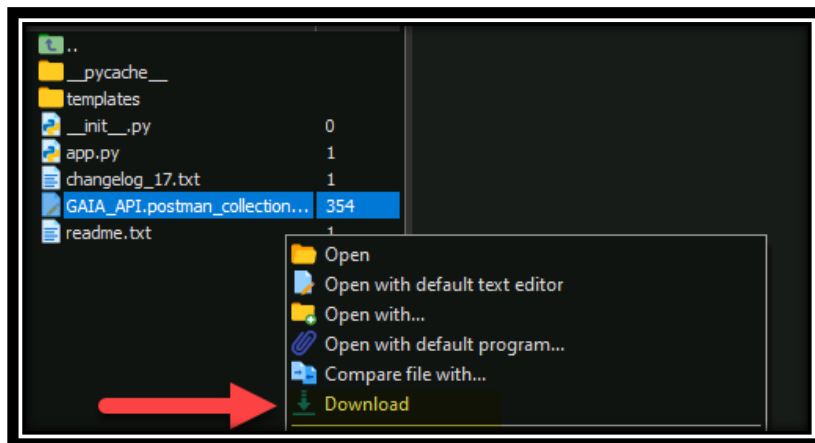 ..
__pycache__
templates
__init__.py 0
app.py 1
changelog_17.txt 1
GAIA_API.postman_collection... 354
readme.txt 1
Open
Open with default text editor
Open with...
Open with default program...
Compare file with...
Download